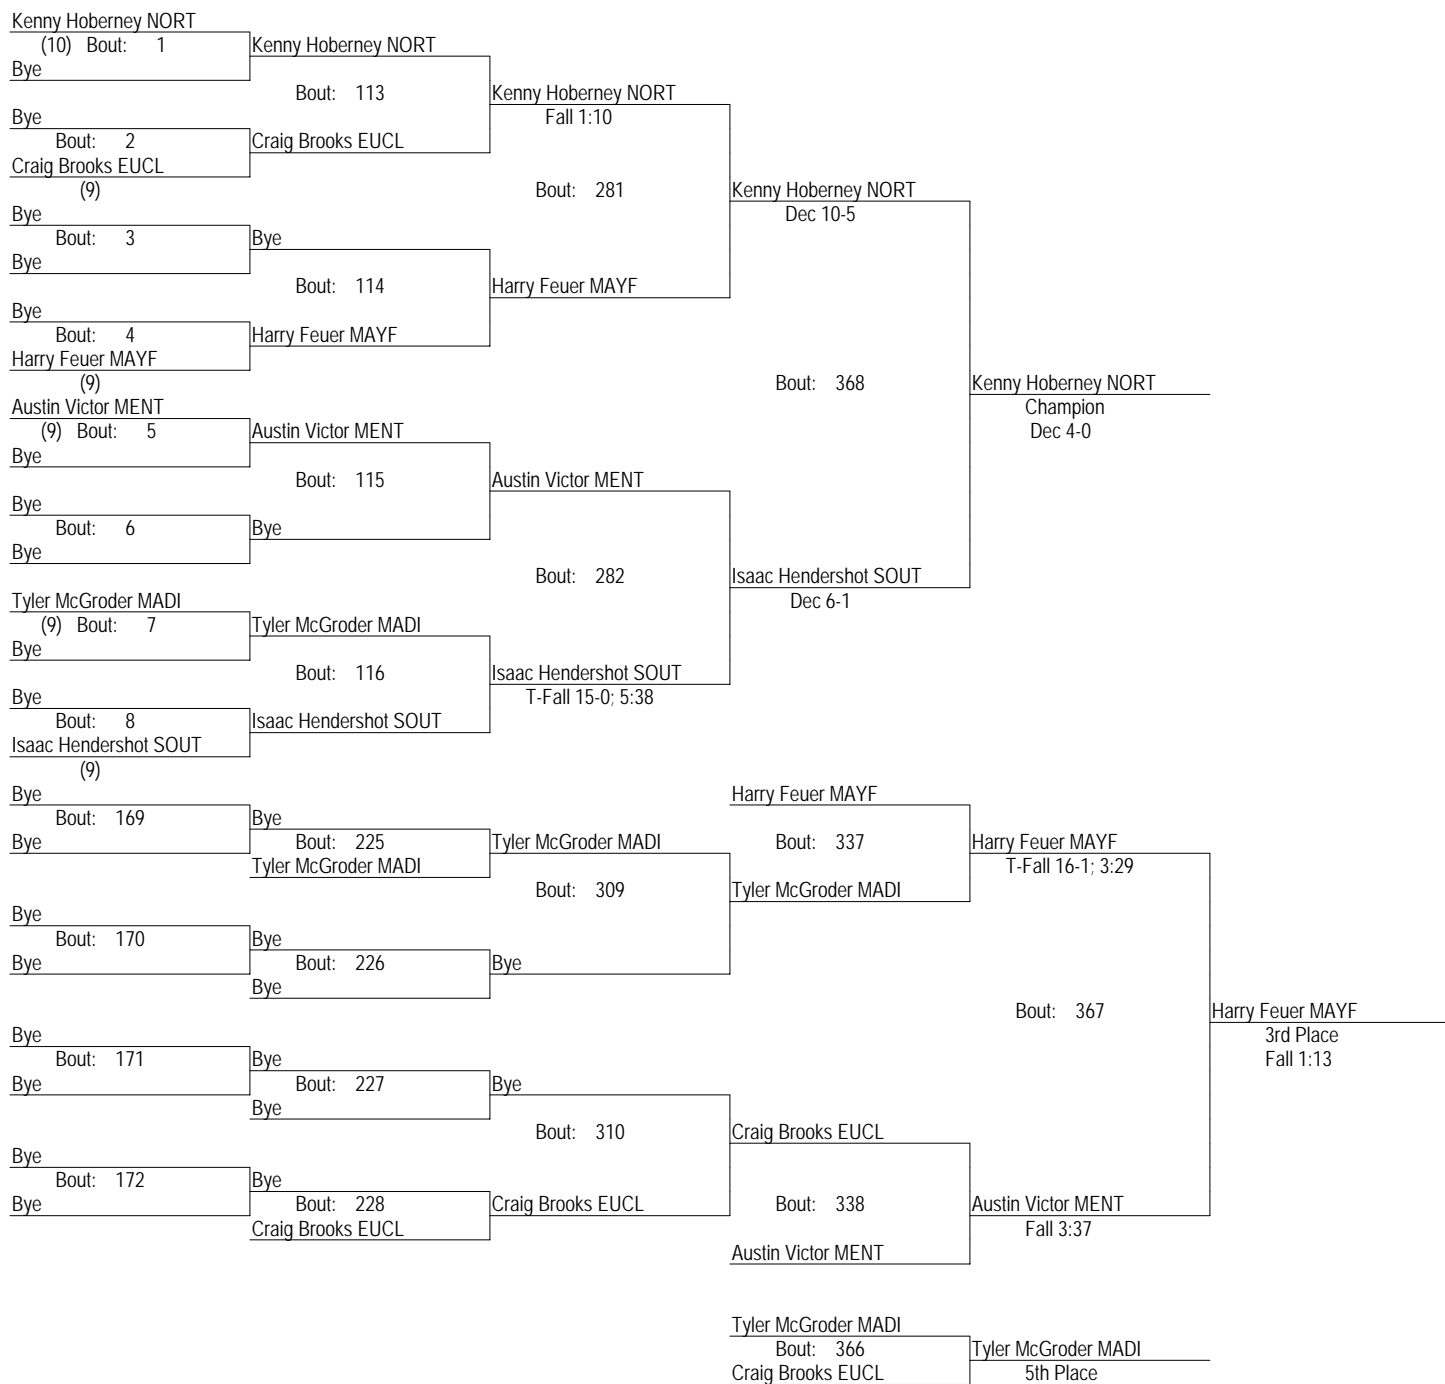 Kenny Hoberney NORT
(10) Bout: 1
Bye
Kenny Hoberney NORT
Bout: 113
Kenny Hoberney NORT
Fall 1:10
Bye
Bout: 2
Craig Brooks EUCL
Craig Brooks EUCL
(9)
Bout: 281
Kenny Hoberney NORT
Dec 10-5
Bye
Bout: 3
Bye
Bye
Bout: 114
Harry Feuer MAYF
Bye
Bout: 4
Harry Feuer MAYF
Harry Feuer MAYF
(9)
Bout: 368
Kenny Hoberney NORT
Champion
Dec 4-0
Austin Victor MENT
(9) Bout: 5
Austin Victor MENT
Bye
Bout: 115
Austin Victor MENT
Bye
Bout: 6
Bye
Bye
Bout: 282
Isaac Hendershot SOUT
Dec 6-1
Tyler McGroder MADI
(9) Bout: 7
Tyler McGroder MADI
Bye
Bout: 116
Isaac Hendershot SOUT
T-Fall 15-0; 5:38
Bye
Bout: 8
Isaac Hendershot SOUT
Isaac Hendershot SOUT
(9)
Bye
Bout: 169
Bye
Bye
Bout: 225
Tyler McGroder MADI
Tyler McGroder MADI
Harry Feuer MAYF
Bout: 337
Harry Feuer MAYF
T-Fall 16-1; 3:29
Bout: 309
Tyler McGroder MADI
Bye
Bout: 170
Bye
Bye
Bout: 226
Bye
Bye
Bout: 367
Harry Feuer MAYF
3rd Place
Fall 1:13
Bye
Bout: 171
Bye
Bye
Bout: 227
Bye
Bye
Bout: 310
Craig Brooks EUCL
Bye
Bout: 172
Bye
Bye
Bout: 228
Craig Brooks EUCL
Craig Brooks EUCL
Bout: 338
Austin Victor MENT
Fall 3:37
Austin Victor MENT
Tyler McGroder MADI
Bout: 366
Tyler McGroder MADI
Craig Brooks EUCL
5th Place